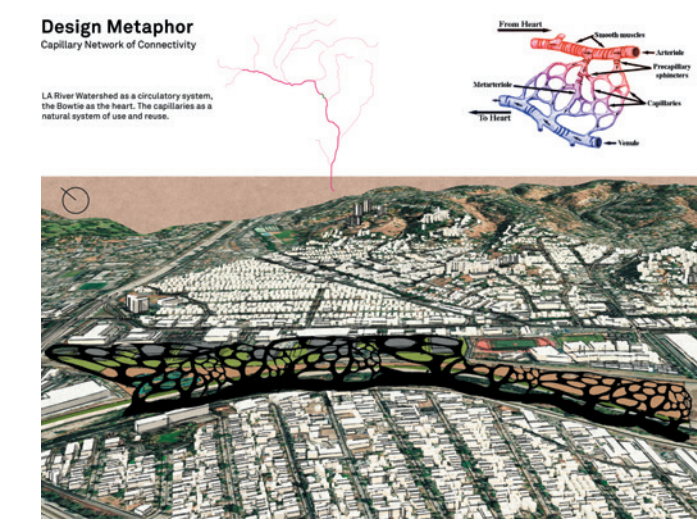 Design Metaphor
Capillary Network of Connectivity
LA River Watershed as a circulatory system,
the Bowtie as the heart. The capillaries as a
natural system of use and reuse.
From Heart
Smooth muscles
Arteriole
Precapillary
sphincters
Metarteriole
Capillaries
To Heart
Venule